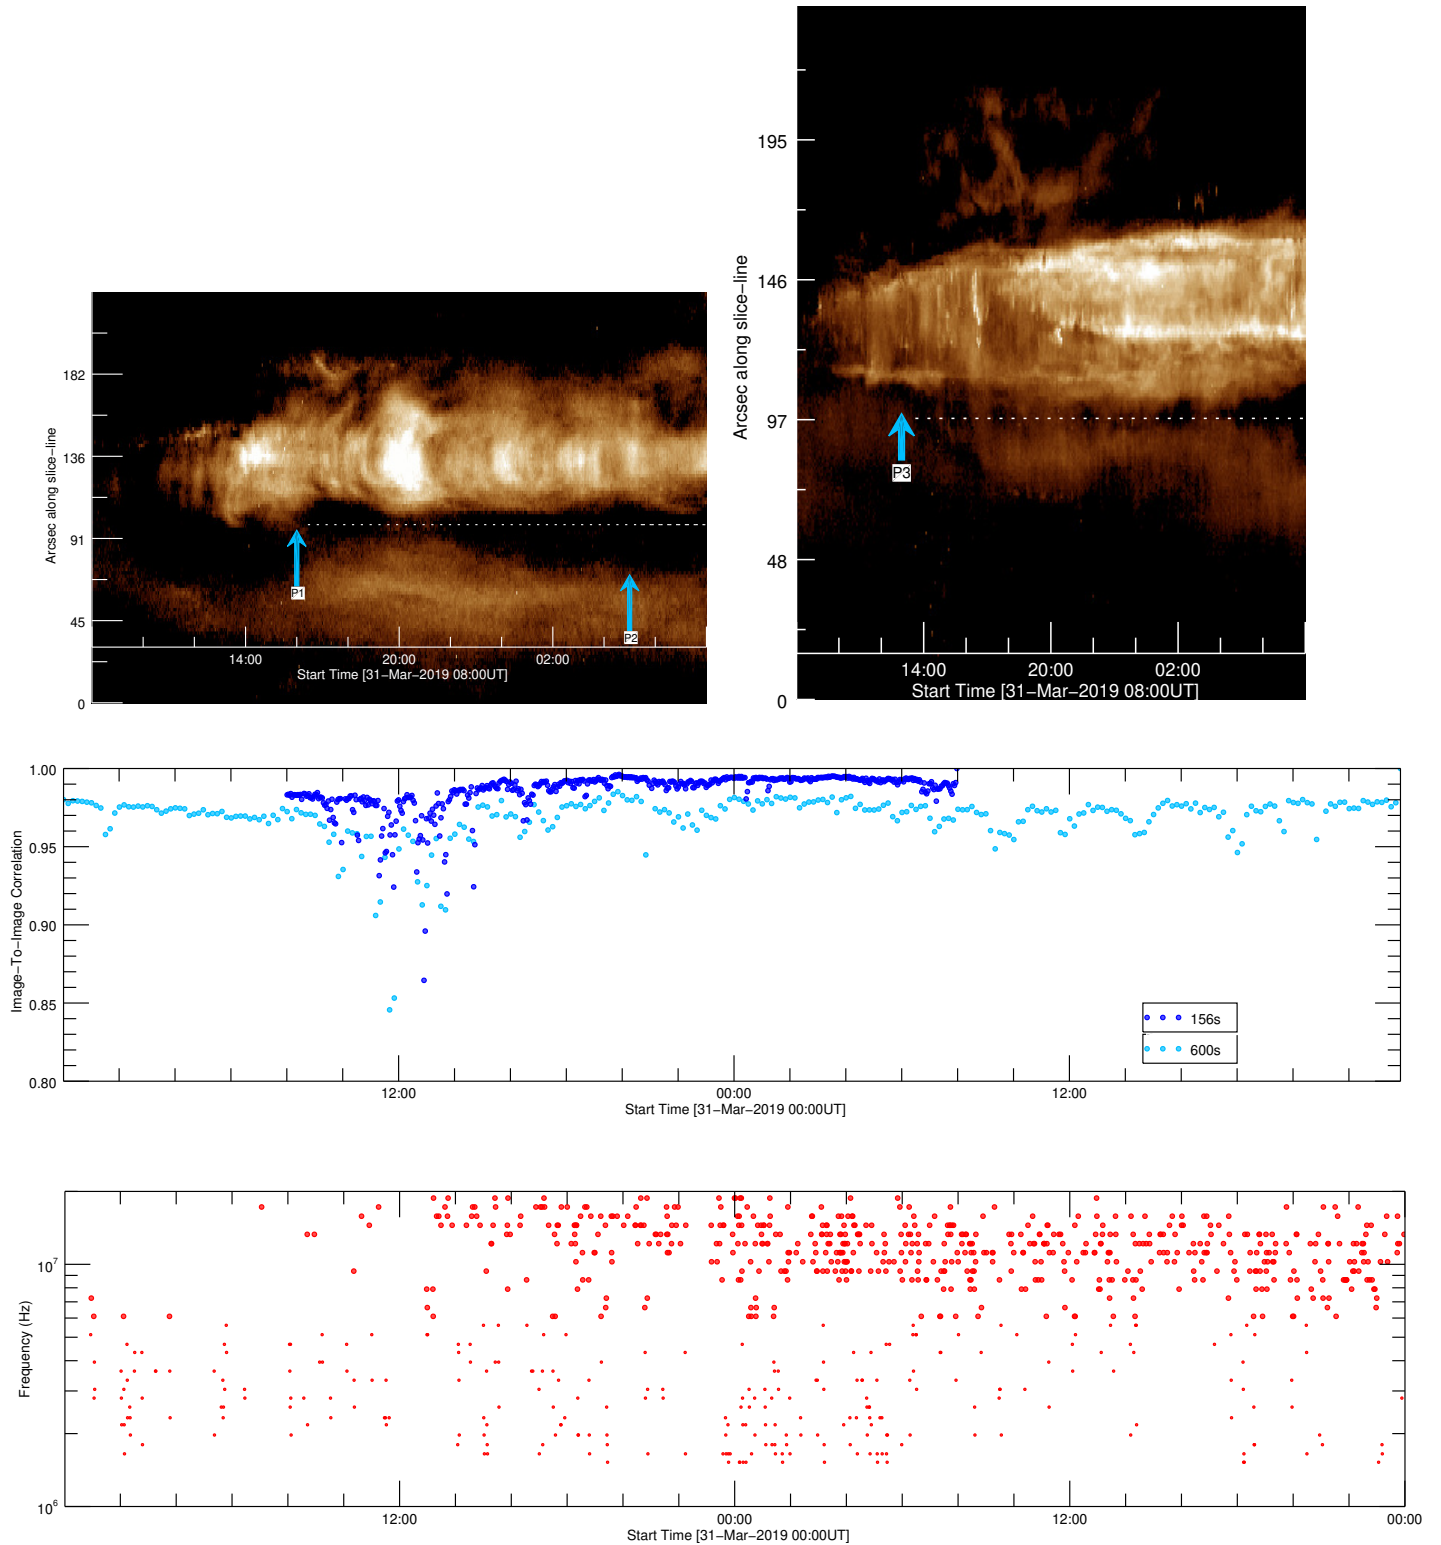 195
146
97
48
0
Arcsec along slice−line
P3
14:00
20:00
02:00
Start Time [31−Mar−2019 08:00UT]
182
136
91
45
0
Arcsec along slice−line
P1
P2
14:00
20:00
02:00
Start Time [31−Mar−2019 08:00UT]
1.00
0.95
0.90
0.85
0.80
Image−To−Image Correlation
156s
600s
12:00
00:00
12:00
Start Time [31−Mar−2019 00:00UT]
10⁷
10⁶
Frequency (Hz)
12:00
00:00
12:00
00:00
Start Time [31−Mar−2019 00:00UT]